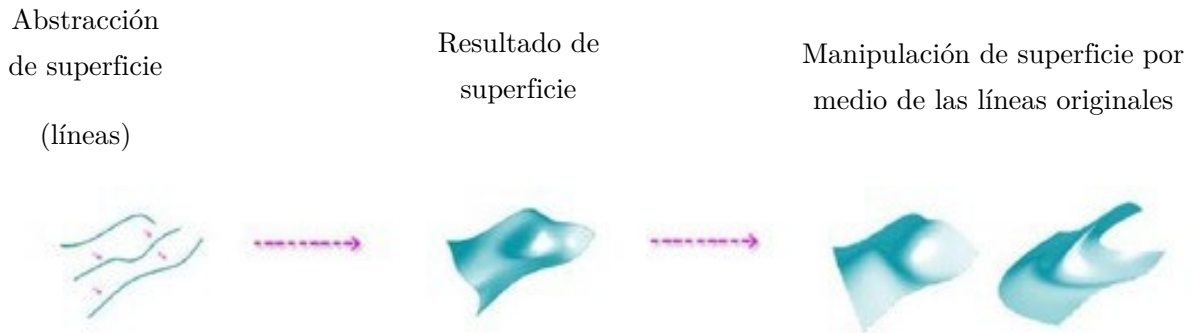 Abstracción
de superficie
(líneas)
Resultado de
superficie
Manipulación de superficie por
medio de las líneas originales